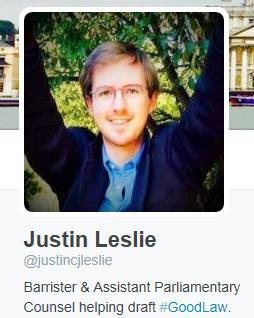 Justin Leslie
@justincjleslie
Barrister & Assistant Parliamentary
Counsel helping draft #GoodLaw.